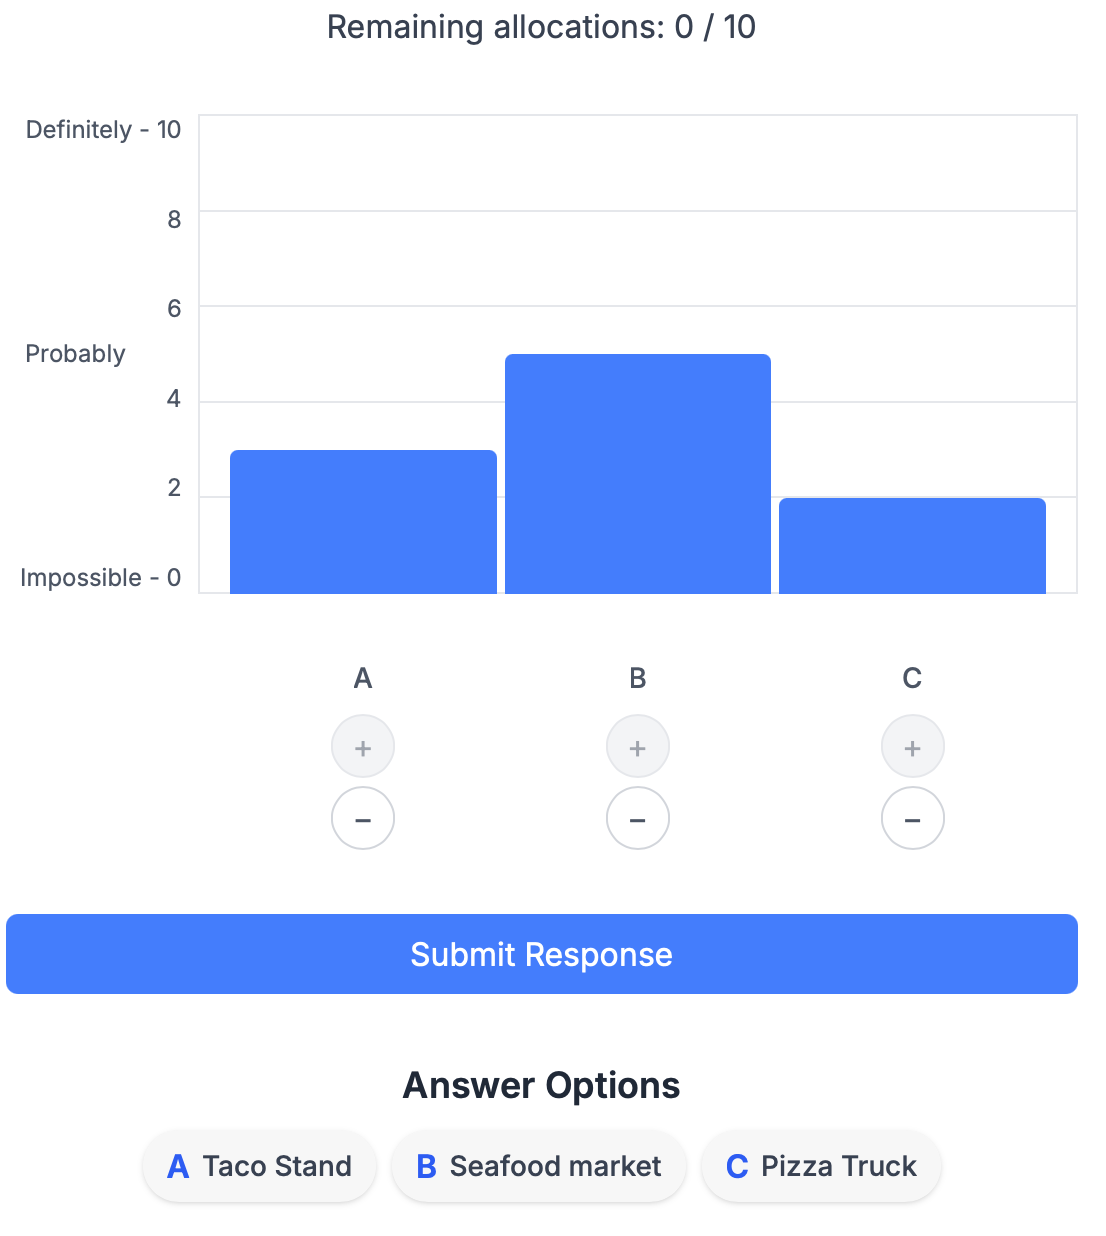 Remaining allocations: 0 / 10
Definitely - 10
8
6
Probably
4
2
Impossible - 0
A B C
+ + +
− − −
Submit Response
Answer Options
A Taco Stand B Seafood market C Pizza Truck